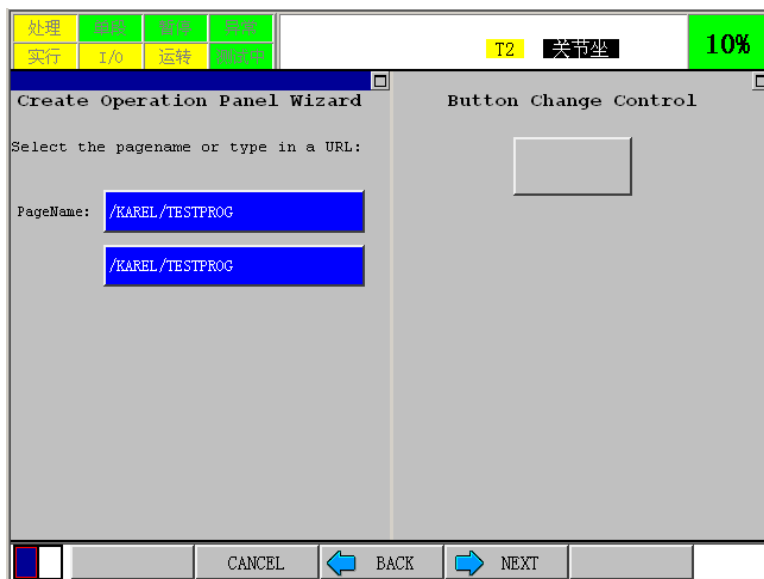 处理 单段 暂停 异常
实行 I/O 运转 测试中
T2 关节坐
10%
Create Operation Panel Wizard
Select the pagename or type in a URL:
PageName: /KAREL/TESTPROG
/KAREL/TESTPROG
Button Change Control
CANCEL BACK NEXT